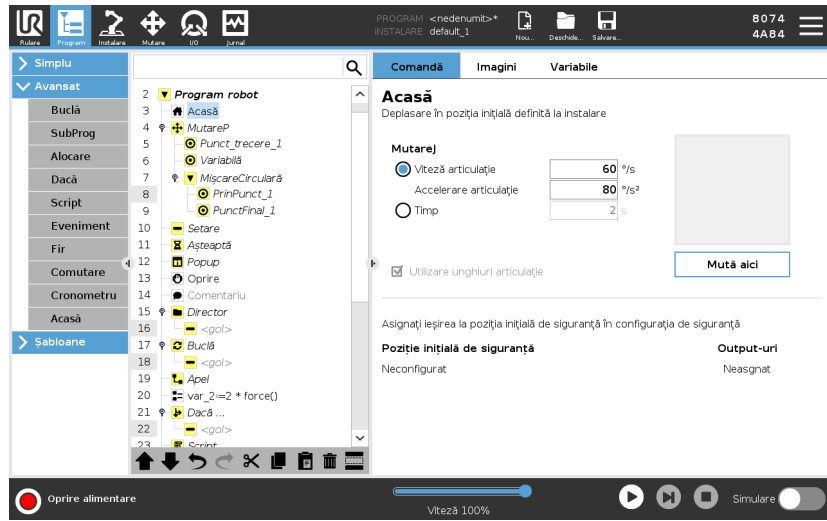 PROGRAM <nedenumit>*
INSTALARE default_1
Rulare
Program
Instalare
Mutare
I/O
Jurnal
Nou...
Deschide...
Salvare...
8074
4A84
Simplu
Avansat
Buclă
SubProg
Alocare
Dacă
Script
Eveniment
Fir
Comutare
Cronometru
Acasă
Șabloane
2 Program robot
3 Acasă
4 MutareP
5 Punct_trecere_1
6 Variabilă
7 MișcareCirculară
8 PrinPunct_1
9 PunctFinal_1
10 Setare
11 Așteaptă
12 Popup
13 Oprire
14 Comentariu
15 Director
16 <gol>
17 Buclă
18 <gol>
19 Apel
20 var_2≔2 * force()
21 Dacă ...
22 <gol>
23 Script
Comandă
Imagini
Variabile
Acasă
Deplasare în poziția inițială definită la instalare
MutareJ
Viteză articulație 60 °/s
Accelerare articulație 80 °/s²
Timp 2 s
Utilizare unghiuri articulație
Mută aici
Asignați ieșirea la poziția inițială de siguranță în configurația de siguranță
Poziție inițială de siguranță Output-uri
Neconfigurat Neasgnat
Oprire alimentare
Viteză 100%
Simulare